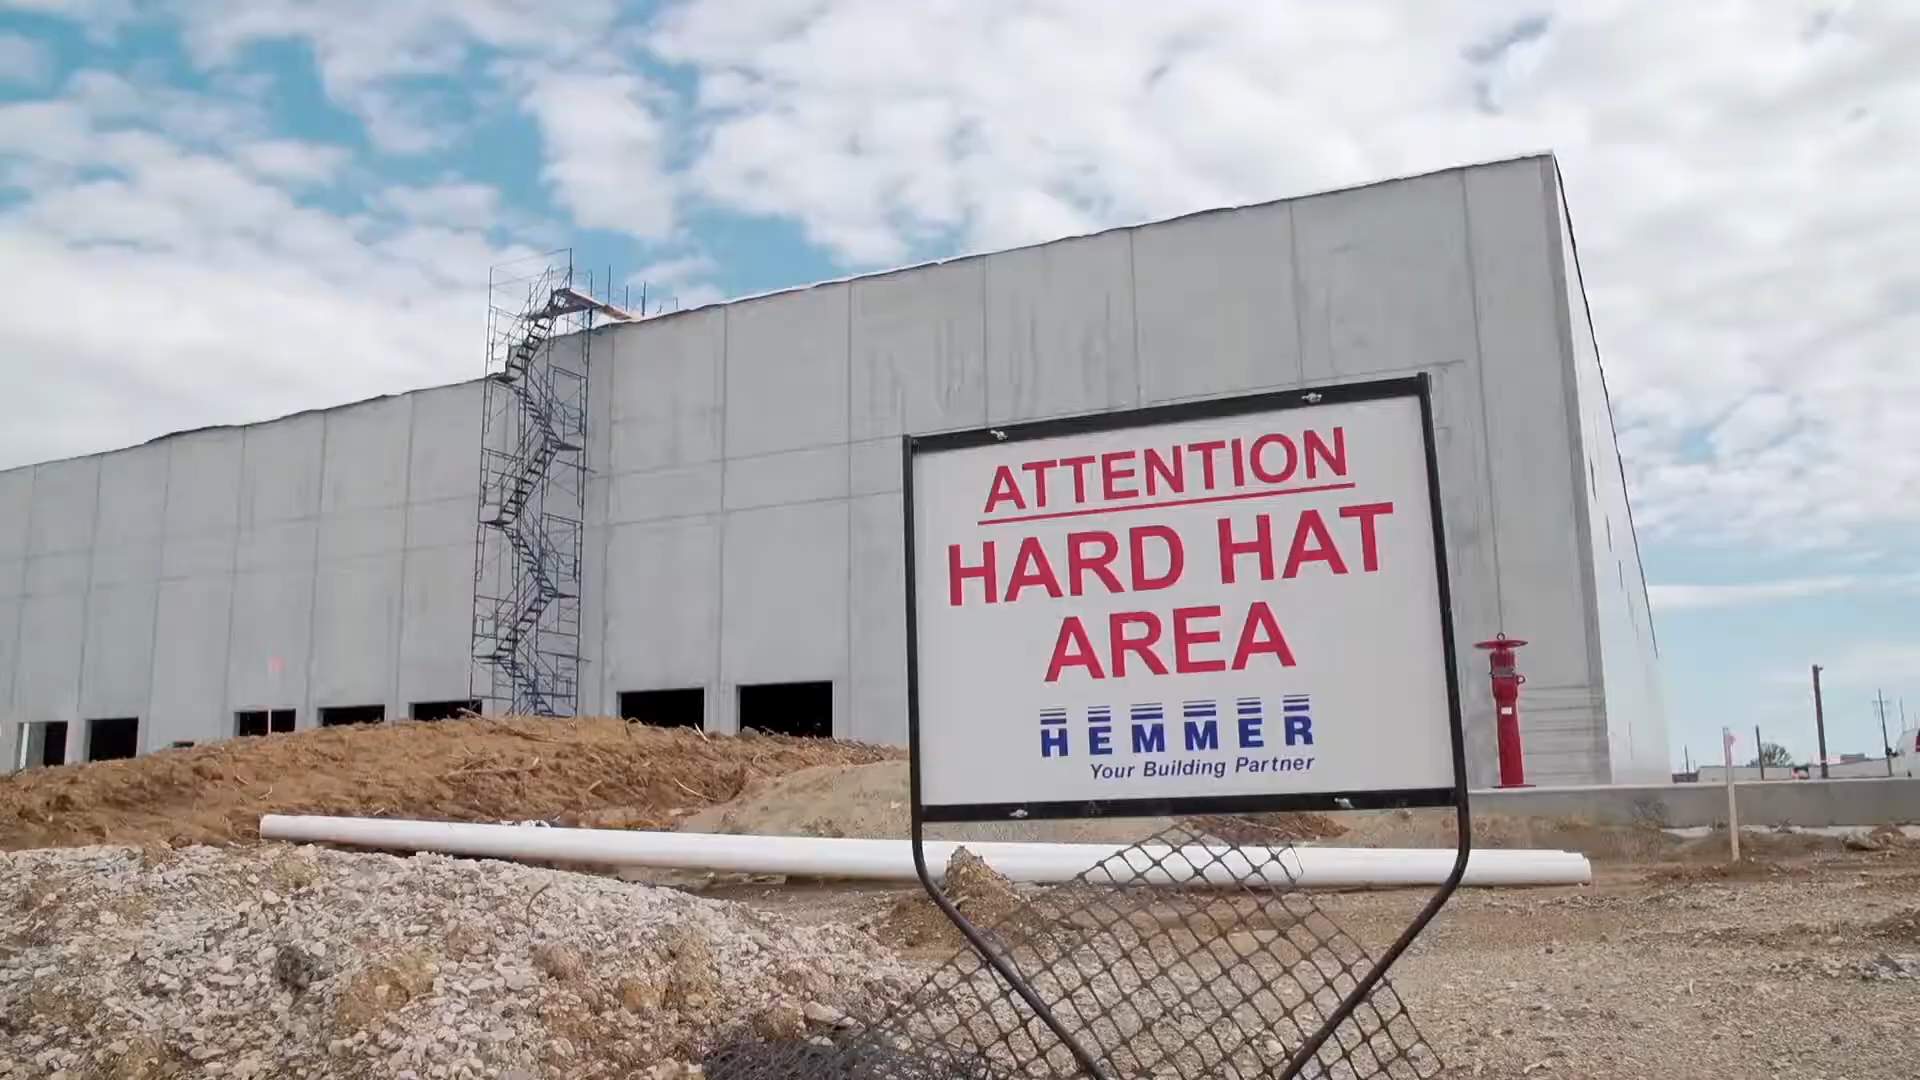 ATTENTION
HARD HAT
AREA
HEMMER
Your Building Partner